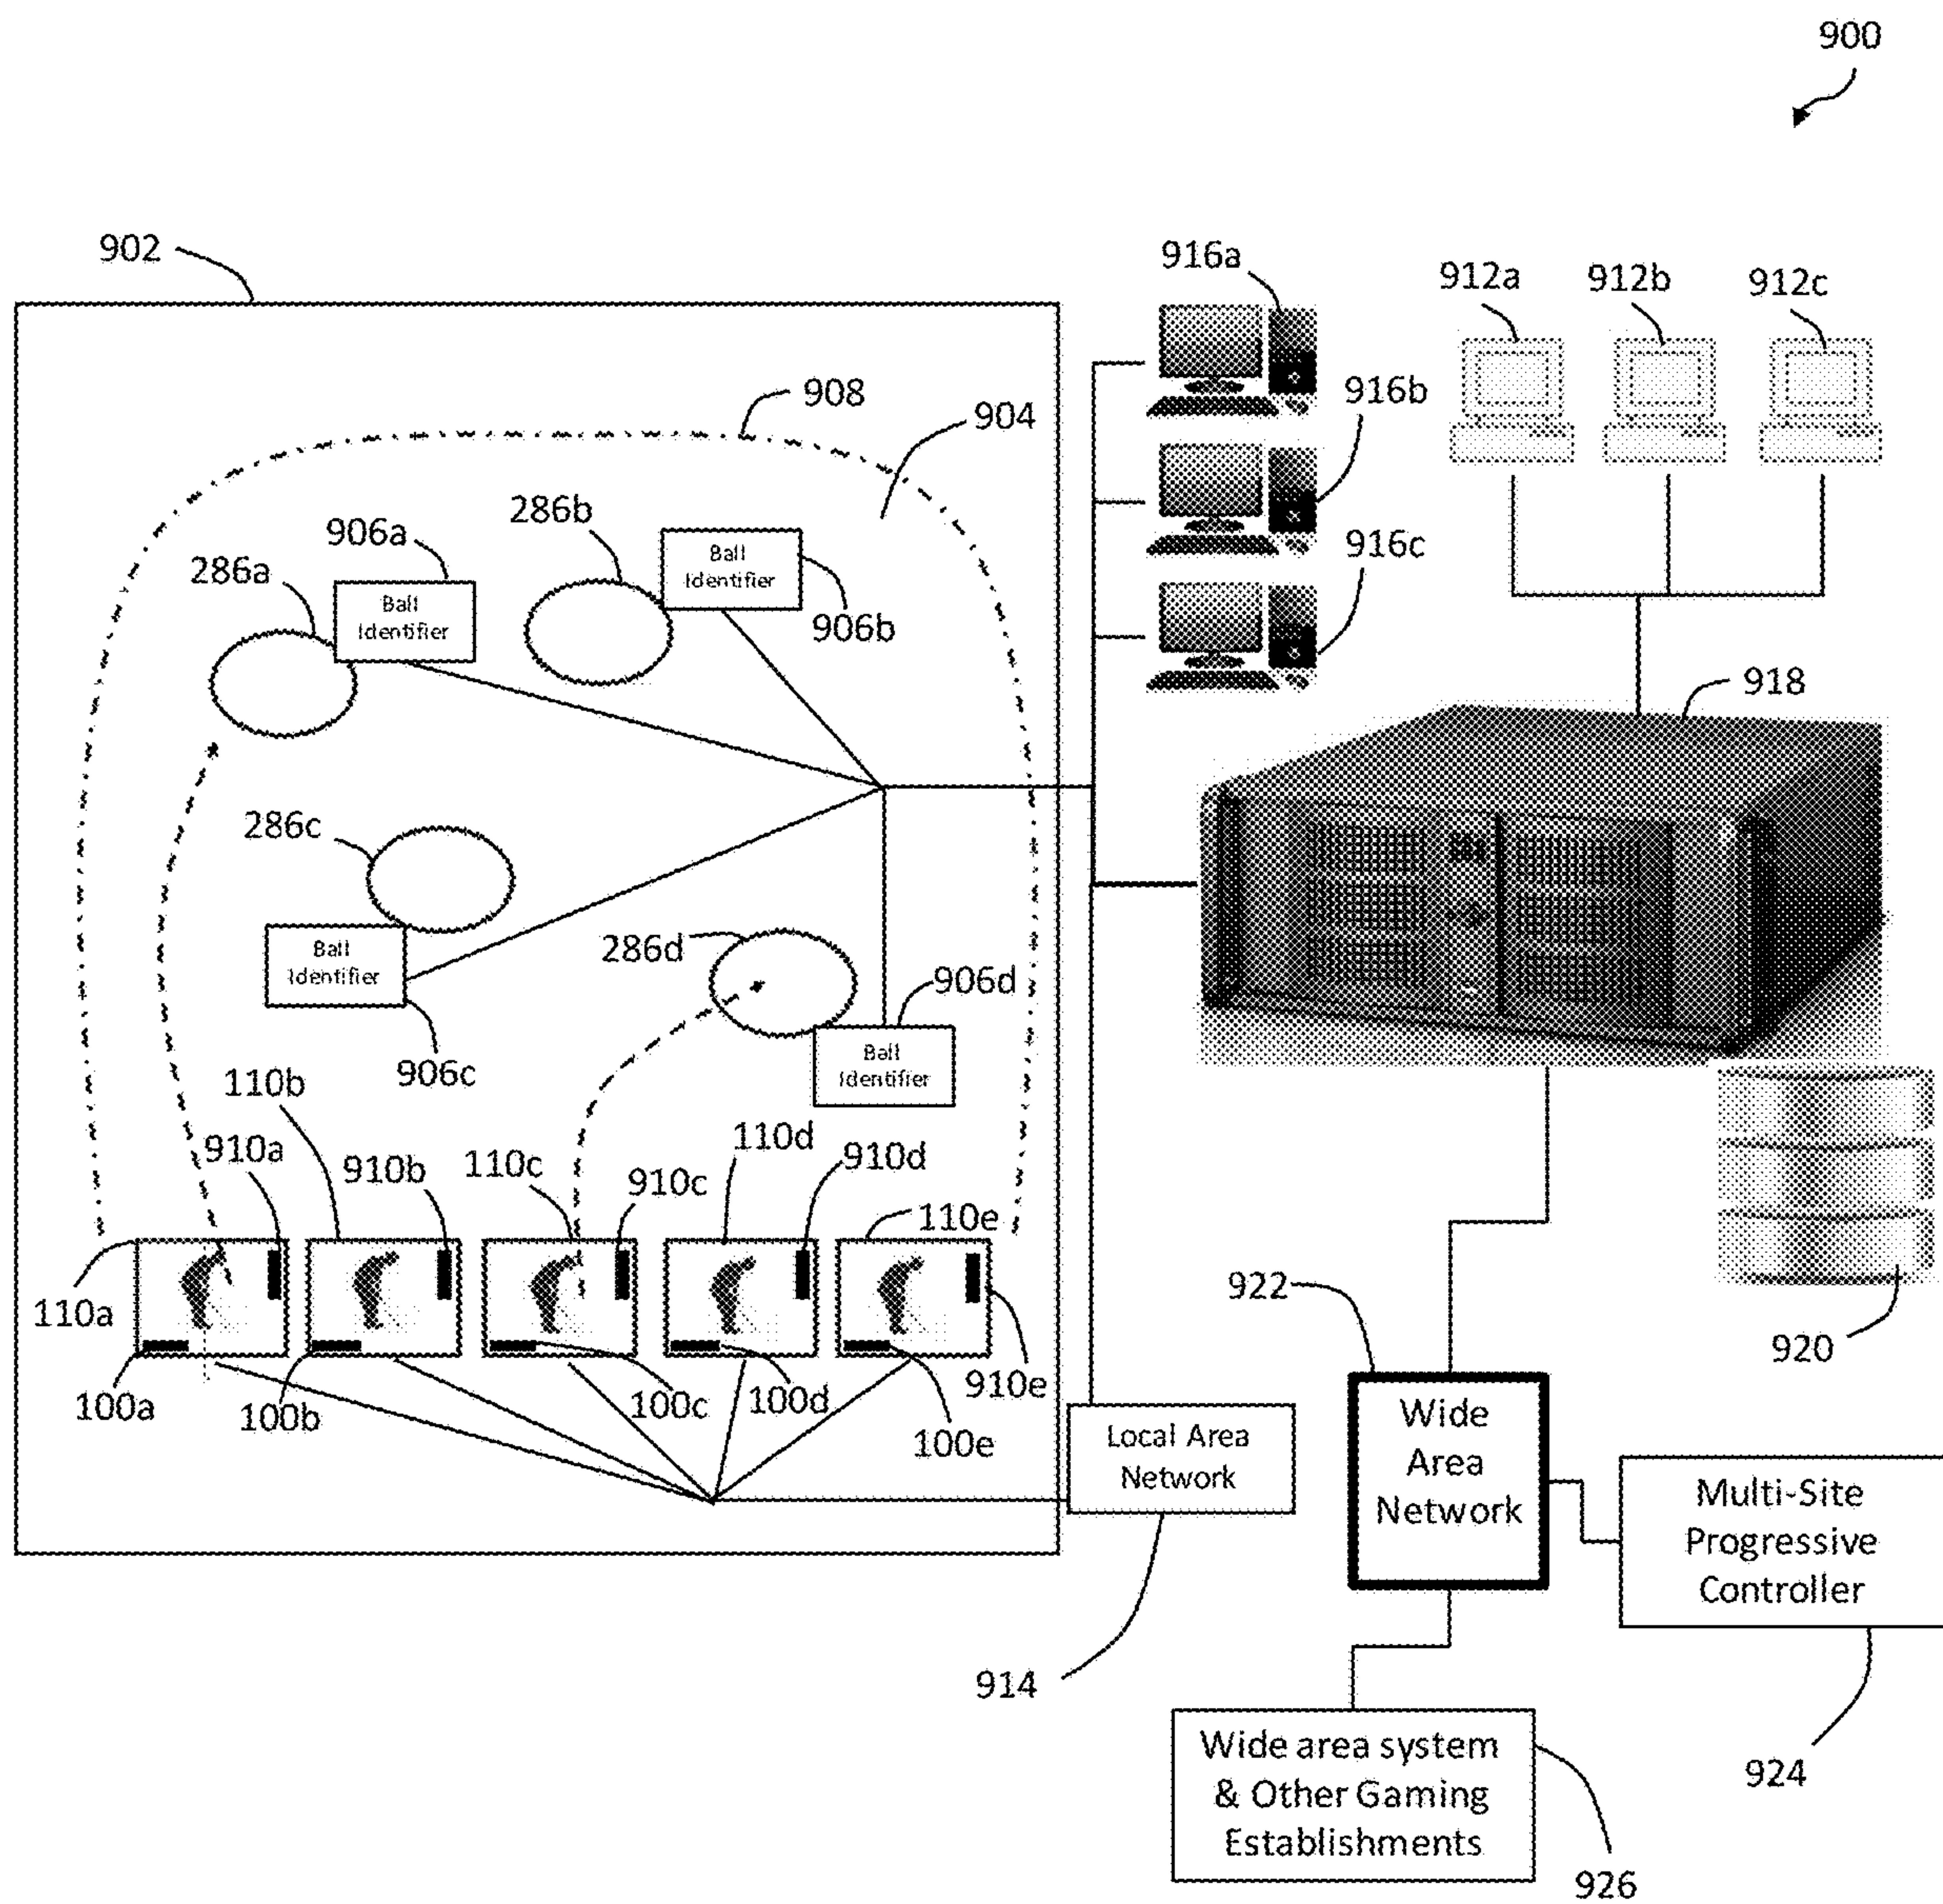 900
902
916a
912a
912b
912c
908
904
916b
286b
906a
Ball
Identifier
916c
286a
Ball
Identifier
906b
918
286c
286d
906d
Ball
Identifier
906c
Ball
Identifier
110b
910a
910b
110c
110d
910d
910c
110e
110a
922
920
100a
100b
100c
100d
910e
100e
Local Area
Network
Wide
Area
Network
Multi-Site
Progressive
Controller
914
Wide area system
& Other Gaming
Establishments
924
926